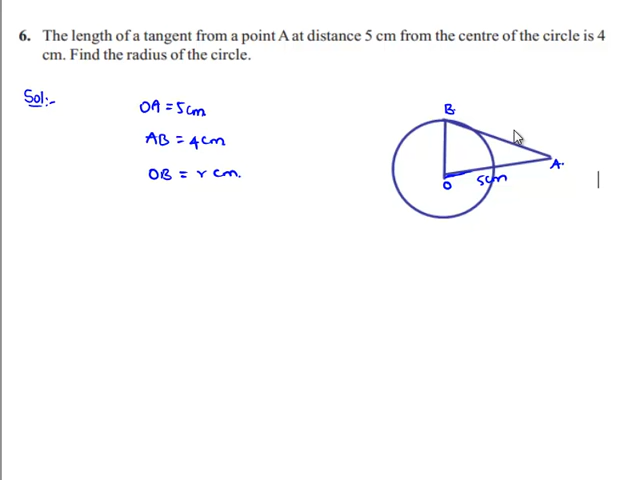 6. The length of a tangent from a point A at distance 5 cm from the centre of the circle is 4
cm. Find the radius of the circle.
Sol:-
OA = 5cm
AB = 4cm
OB = r cm.
B
A.
5cm
O